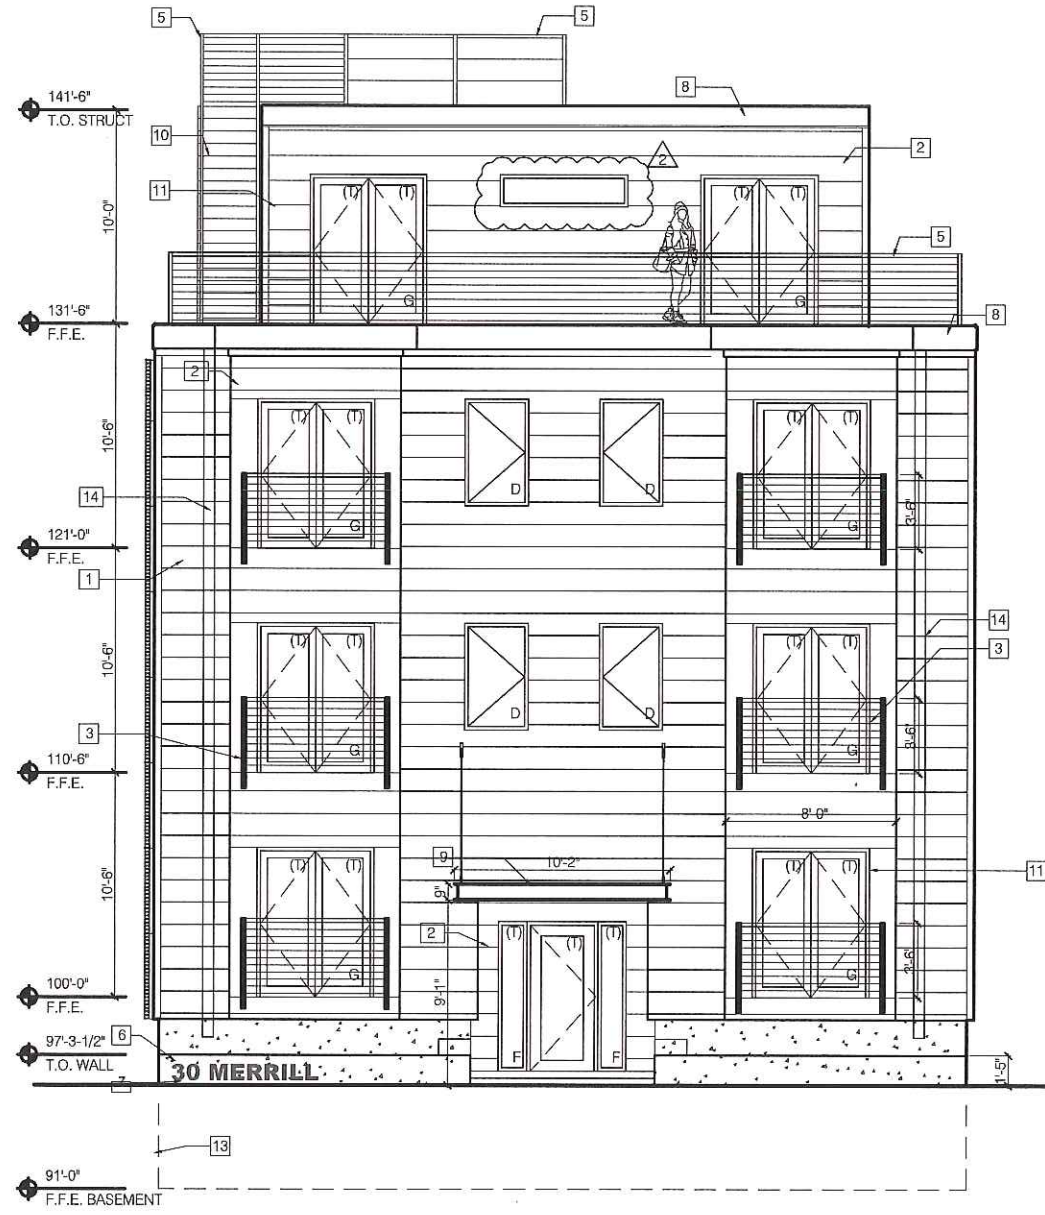 5
5
141'-6"
T.O. STRUCT
8
10
2
2
11
(T) (T)
(T) (T)
10'-0"
5
G
G
131'-6"
F.F.E.
8
2
(T) (T)
(T) (T)
10'-6"
14
D
D
G
G
3'-6"
121'-0"
F.F.E.
1
14
(T) (T)
(T) (T)
3
10'-6"
D
D
3
G
G
3'-6"
110'-6"
F.F.E.
8'-0"
9
10'-2"
(T) (T)
(T) (T)
11
10'-6"
9"
2
(T)
(T)
(T)
G
G
3'-6"
9'-1"
100'-0"
F.F.E.
97'-3-1/2"
6
F
F
T.O. WALL
30 MERRILL
1'-5"
7
13
91'-0"
F.F.E. BASEMENT